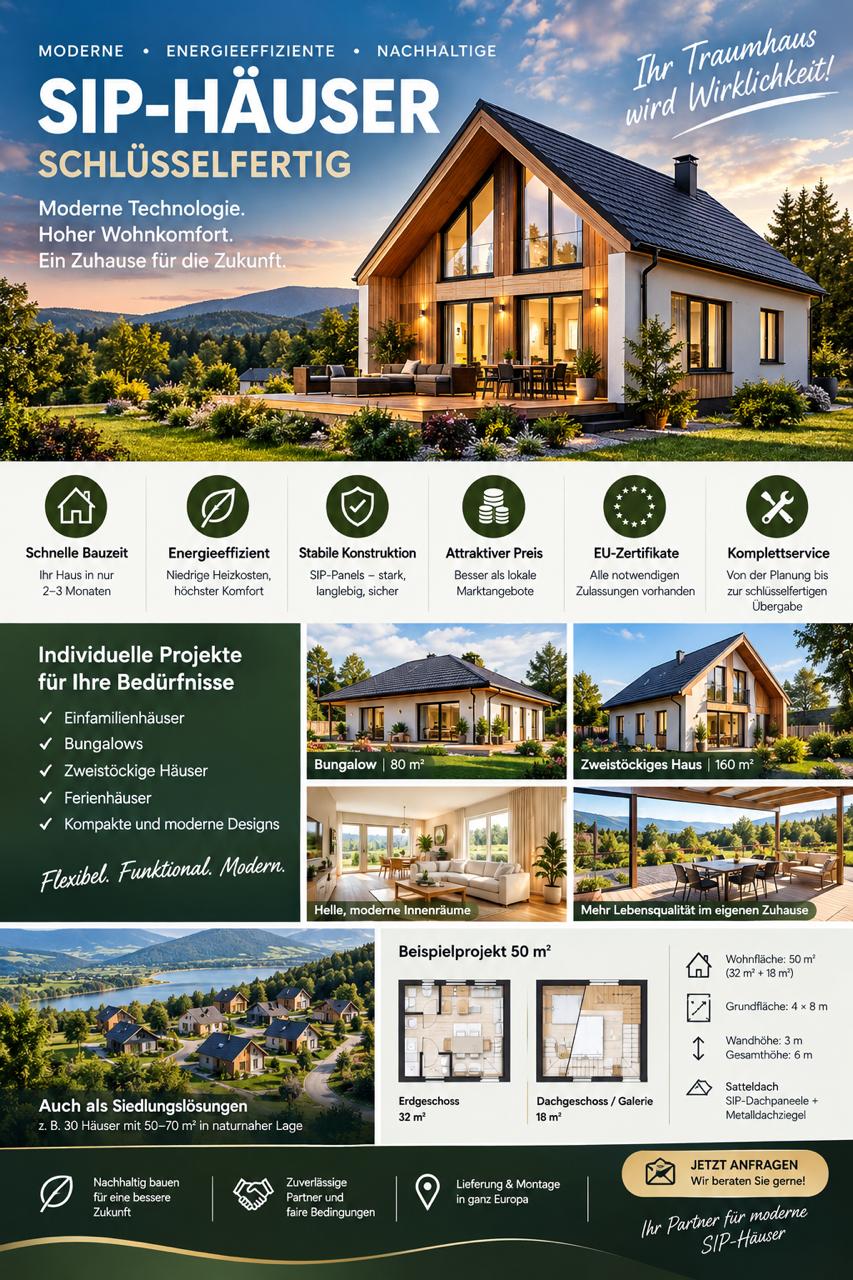 MODERNE • ENERGIEEFFIZIENTE • NACHHALTIGE
SIP-HÄUSER
SCHLÜSSELFERTIG
Moderne Technologie.
Hoher Wohnkomfort.
Ein Zuhause für die Zukunft.
Ihr Traumhaus
wird Wirklichkeit!
Schnelle Bauzeit
Ihr Haus in nur
2–3 Monaten
Energieeffizient
Niedrige Heizkosten,
höchster Komfort
Stabile Konstruktion
SIP-Panels – stark,
langlebig, sicher
Attraktiver Preis
Besser als lokale
Marktangebote
EU-Zertifikate
Alle notwendigen
Zulassungen vorhanden
Komplettservice
Von der Planung bis
zur schlüsselfertigen
Übergabe
Individuelle Projekte
für Ihre Bedürfnisse
✓ Einfamilienhäuser
✓ Bungalows
✓ Zweistöckige Häuser
✓ Ferienhäuser
✓ Kompakte und moderne Designs
Flexibel. Funktional. Modern.
Bungalow | 80 m²
Zweistöckiges Haus | 160 m²
Helle, moderne Innenräume
Mehr Lebensqualität im eigenen Zuhause
Auch als Siedlungslösungen
z. B. 30 Häuser mit 50–70 m² in naturnaher Lage
Beispielprojekt 50 m²
Erdgeschoss
32 m²
Dachgeschoss / Galerie
18 m²
Wohnfläche: 50 m²
(32 m² + 18 m²)
Grundfläche: 4 × 8 m
Wandhöhe: 3 m
Gesamthöhe: 6 m
Satteldach
SIP-Dachpaneele +
Metalldachziegel
Nachhaltig bauen
für eine bessere
Zukunft
Zuverlässige
Partner und
faire Bedingungen
Lieferung & Montage
in ganz Europa
JETZT ANFRAGEN
Wir beraten Sie gerne!
Ihr Partner für moderne
SIP-Häuser